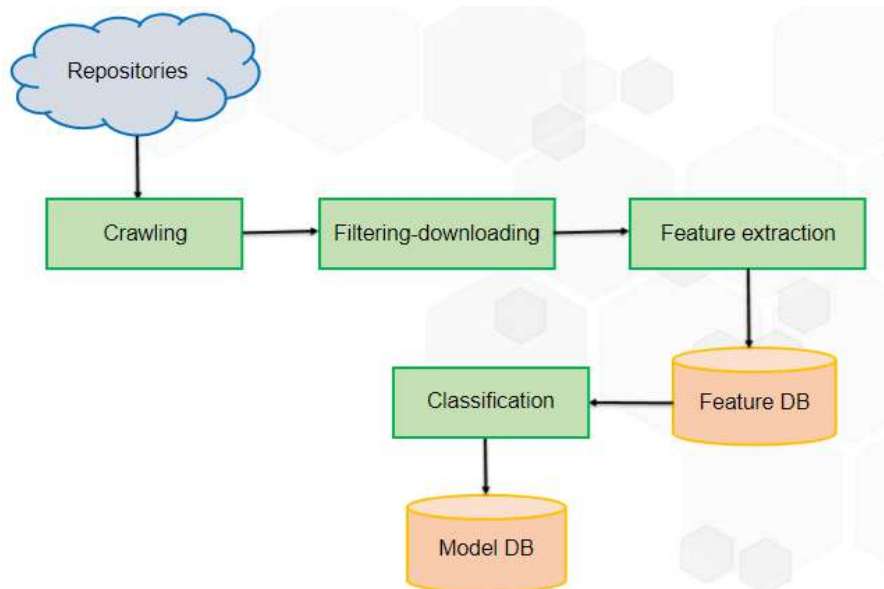 Repositories
Crawling
Filtering-downloading
Feature extraction
Classification
Feature DB
Model DB